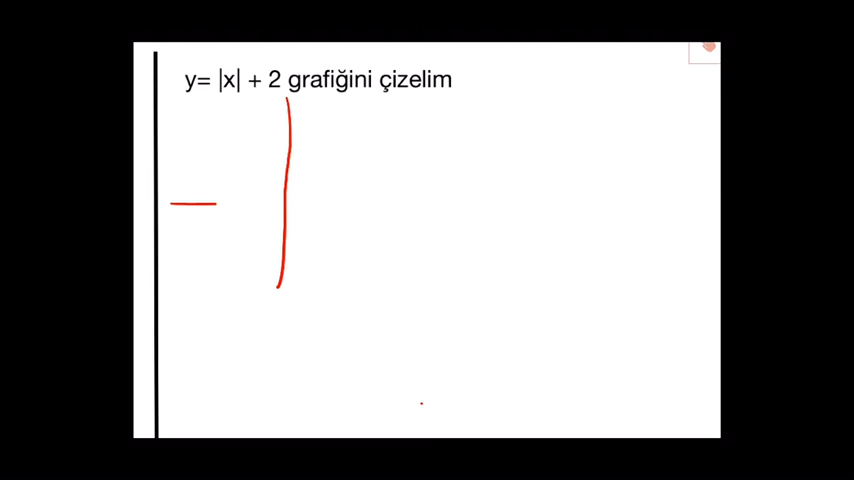 y= |x| + 2 grafiğini çizelim